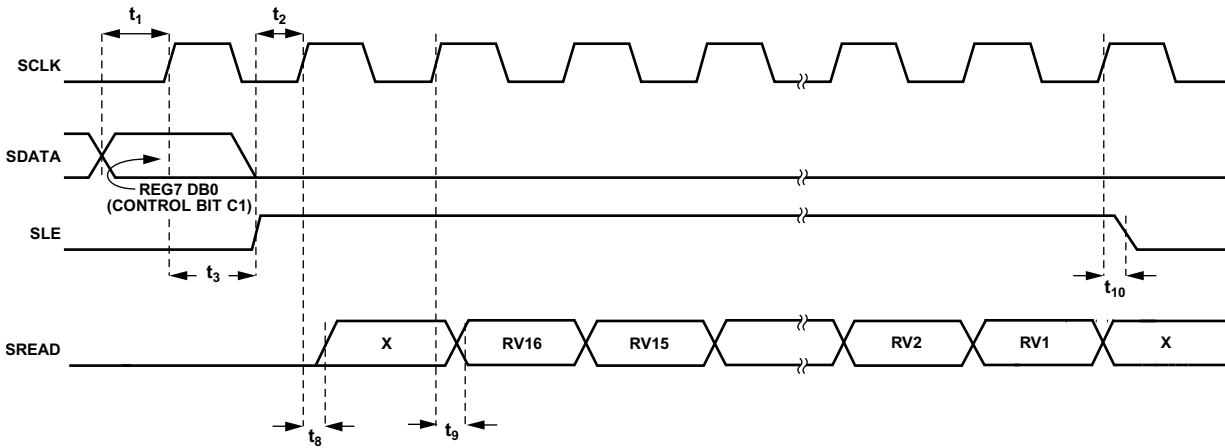 t1
t2
SCLK
SDATA
REG7 DB0
(CONTROL BIT C1)
SLE
t3
t10
SREAD
X
RV16
RV15
RV2
RV1
X
t8
t9